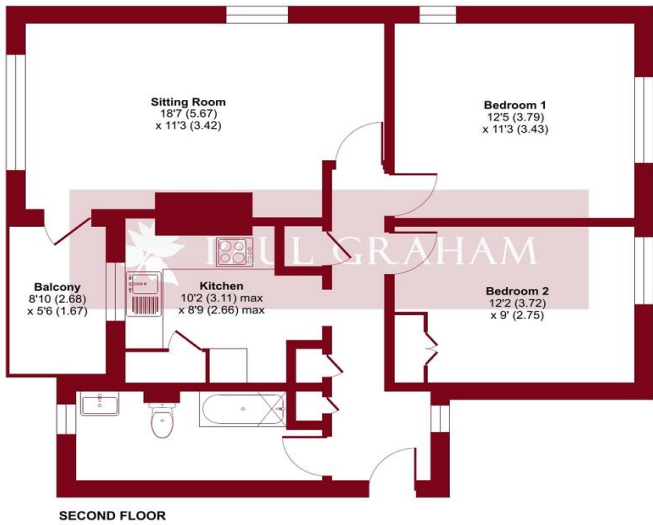 Sitting Room
18'7 (5.67)
x 11'3 (3.42)
Bedroom 1
12'5 (3.79)
x 11'3 (3.43)
GRAHAM
Balcony
8'10 (2.68)
x 5'6 (1.67)
Kitchen
10'2 (3.11) max
x 8'9 (2.66) max
Bedroom 2
12'2 (3.72)
x 9' (2.75)
SECOND FLOOR